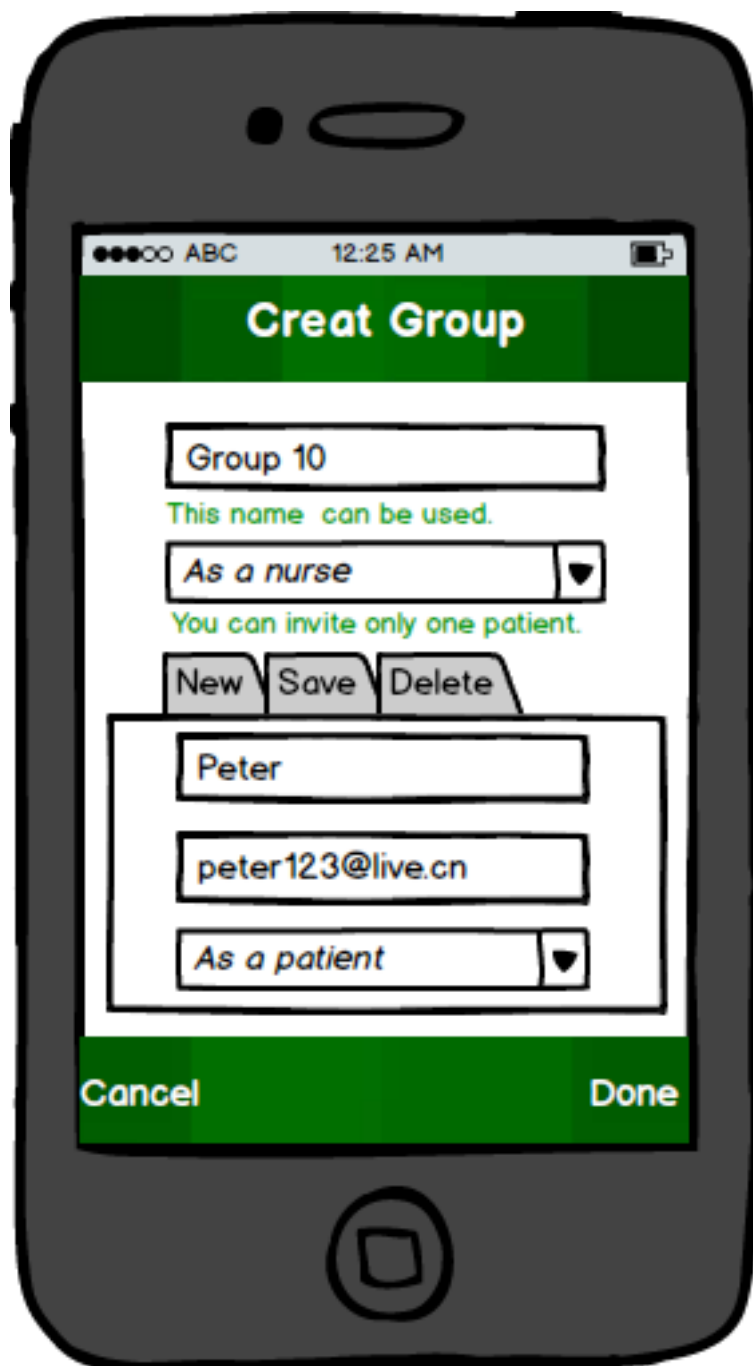 ABC 12:25 AM
Creat Group
Group 10
This name can be used.
As a nurse
You can invite only one patient.
New Save Delete
Peter
peter123@live.cn
As a patient
Cancel Done